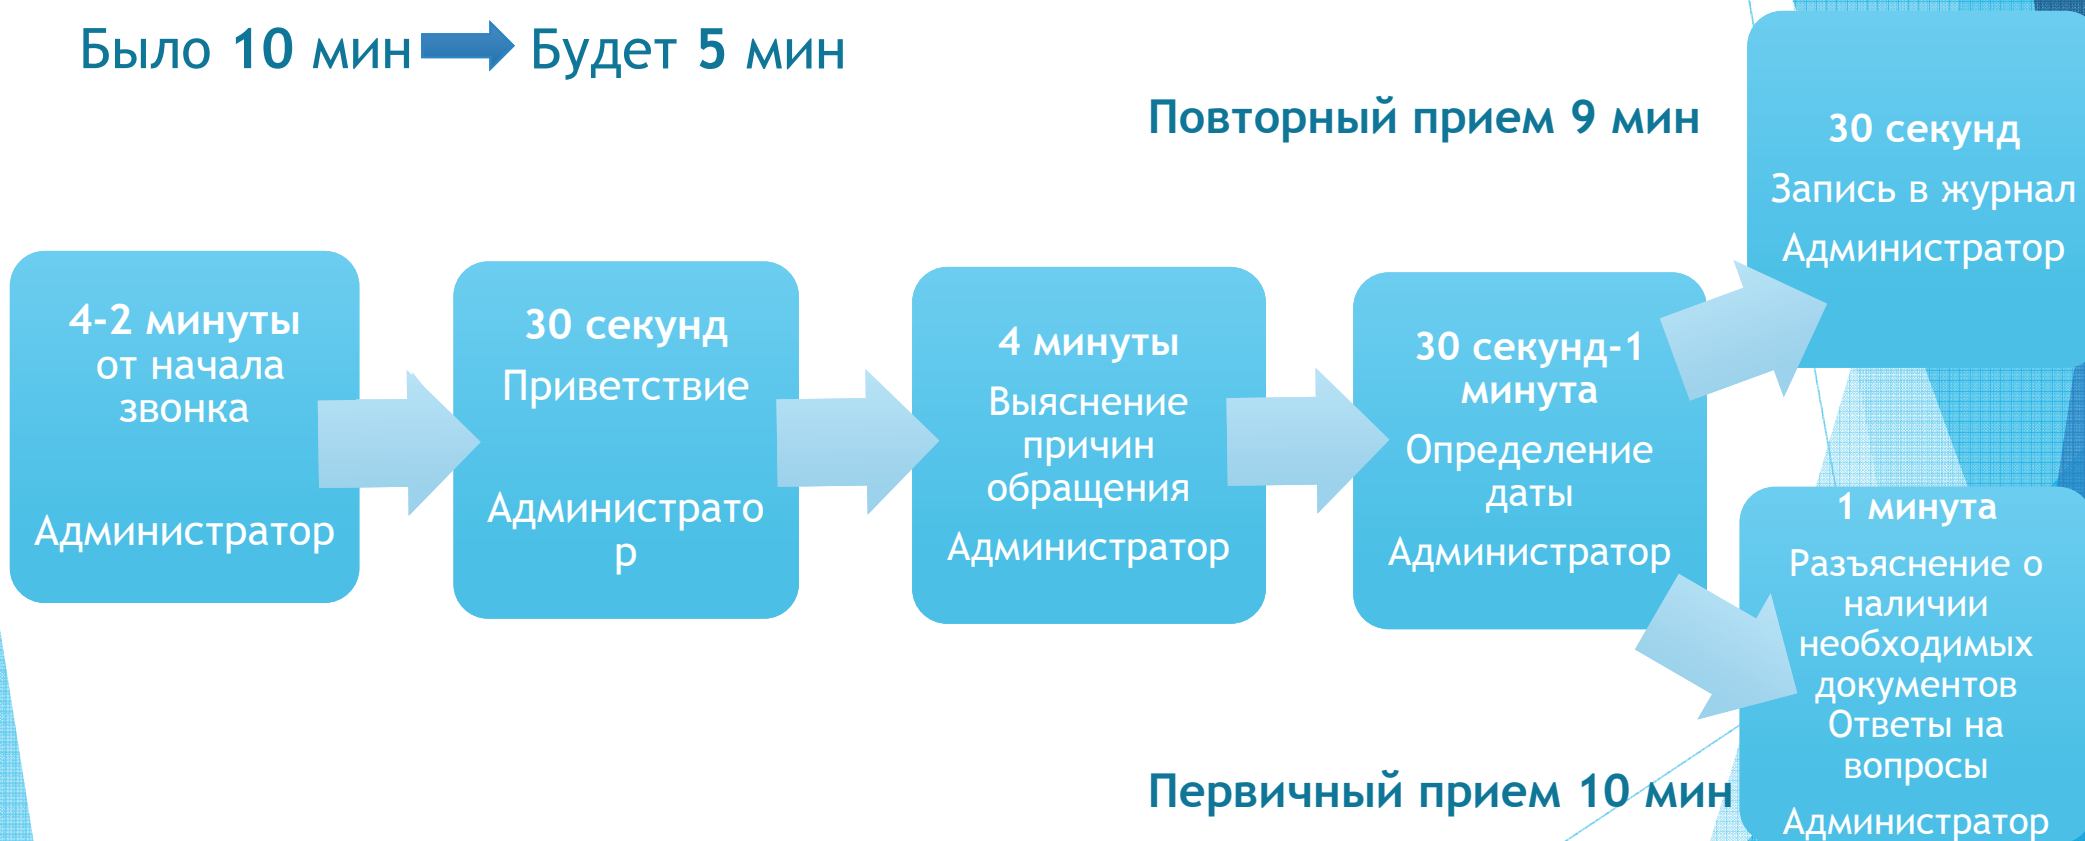 Было 10 мин Будет 5 мин
Повторный прием 9 мин
4-2 минуты
от начала
звонка
Администратор
30 секунд
Приветствие
Администрато
р
4 минуты
Выяснение
причин
обращения
Администратор
30 секунд-1
минута
Определение
даты
Администратор
30 секунд
Запись в журнал
Администратор
1 минута
Разъяснение о
наличии
необходимых
документов
Ответы на
вопросы
Администратор
Первичный прием 10 мин